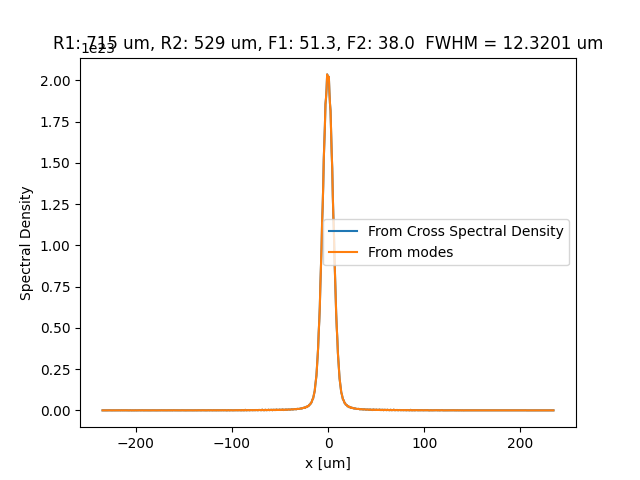 R1: 715 um, R2: 529 um, F1: 51.3, F2: 38.0  FWHM = 12.3201 um
1e23
2.00
1.75
1.50
1.25
1.00
0.75
0.50
0.25
0.00
Spectral Density
From Cross Spectral Density
From modes
−200
−100
0
100
200
x [um]